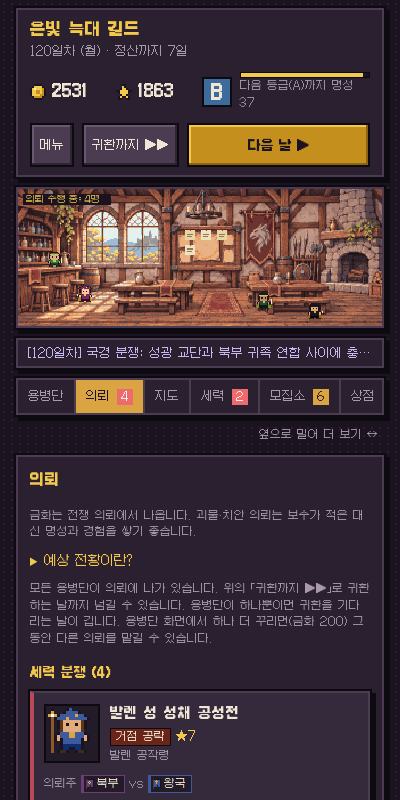 은빛 늑대 길드
120일차 (월) · 정산까지 7일
2531 1863 B 다음 등급(A)까지 명성
37
메뉴 귀환까지 ▶▶ 다음 날 ▶
의뢰 수행 중: 4명
[120일차] 국경 분쟁: 성광 교단과 북부 귀족 연합 사이에 충…
용병단 의뢰 4 지도 세력 2 모집소 6 상점
옆으로 밀어 더 보기 ↔
의뢰
금화는 전쟁 의뢰에서 나옵니다. 괴물·치안 의뢰는 보수가 적은 대
신 명성과 경험을 쌓기 좋습니다.
▶ 예상 전황이란?
모든 용병단이 의뢰에 나가 있습니다. 위의 「귀환까지 ▶▶」로 귀환
하는 날까지 넘길 수 있습니다. 용병단이 하나뿐이면 귀환을 기다
리는 날이 깁니다. 용병단 화면에서 하나 더 꾸리면(금화 200) 그
동안 다른 의뢰를 맡길 수 있습니다.
세력 분쟁 (4)
발렌 성 성채 공성전
거점 공략 ★7
발렌 공작령
의뢰주 북부 vs 왕국